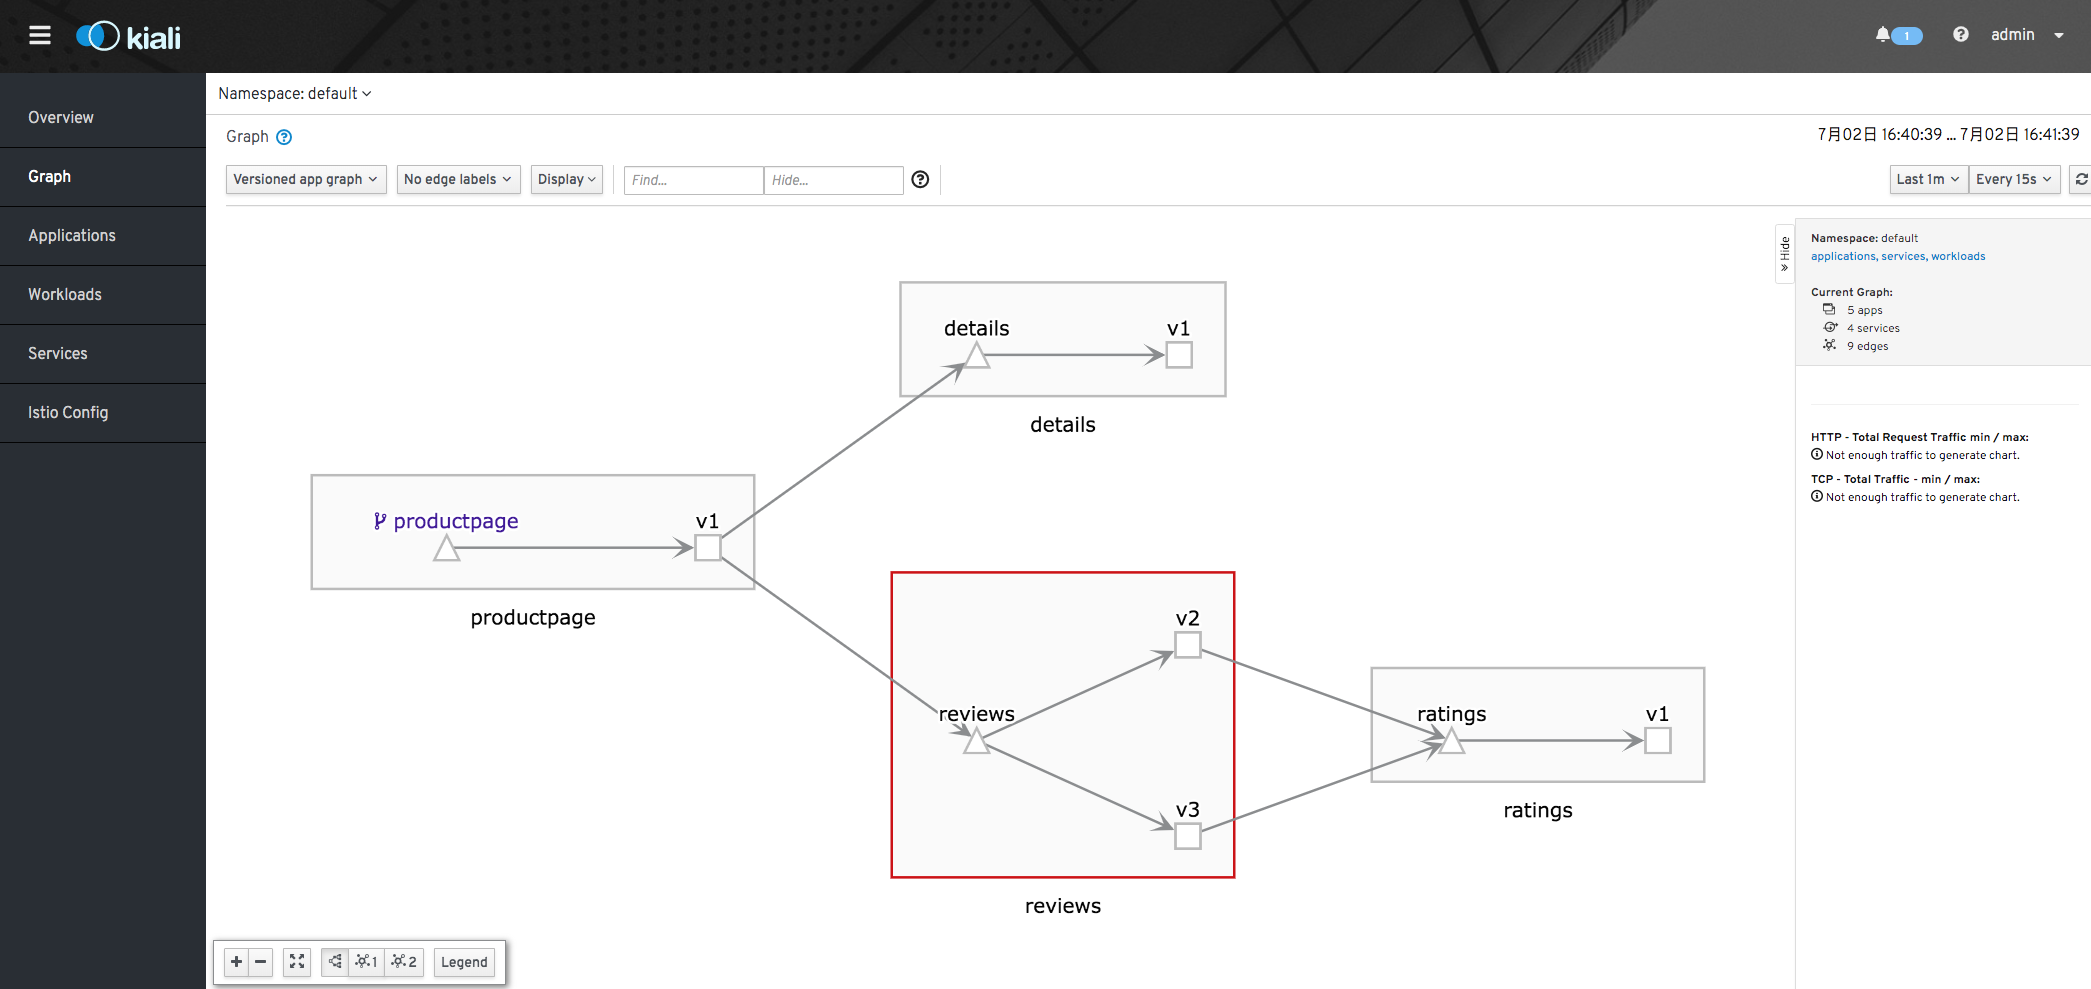 kiali
1
admin
Overview
Graph
Applications
Workloads
Services
Istio Config
Namespace: default
Graph
7月02日 16:40:39 ... 7月02日 16:41:39
Versioned app graph
No edge labels
Display
Find...
Hide...
Last 1m
Every 15s
Hide
Namespace: default
applications, services, workloads
Current Graph:
5 apps
4 services
9 edges
HTTP - Total Request Traffic min / max:
Not enough traffic to generate chart.
TCP - Total Traffic - min / max:
Not enough traffic to generate chart.
details
v1
details
productpage
v1
productpage
v2
reviews
v3
reviews
ratings
v1
ratings
1
2
Legend